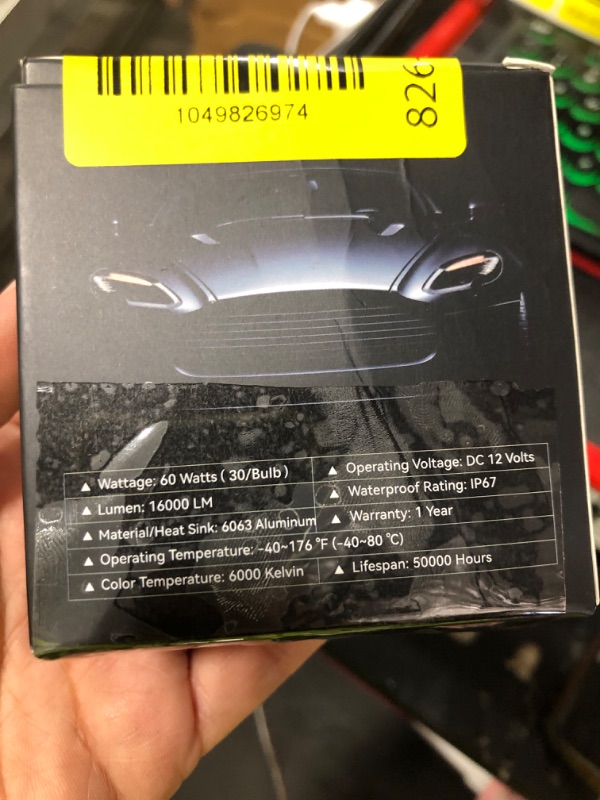 1049826974
826
▲ Wattage: 60 Watts ( 30/Bulb )
▲ Operating Voltage: DC 12 Volts
▲ Lumen: 16000 LM
▲ Waterproof Rating: IP67
▲ Material/Heat Sink: 6063 Aluminum
▲ Warranty: 1 Year
▲ Operating Temperature: -40~176 °F (-40~80 °C)
▲ Color Temperature: 6000 Kelvin
▲ Lifespan: 50000 Hours